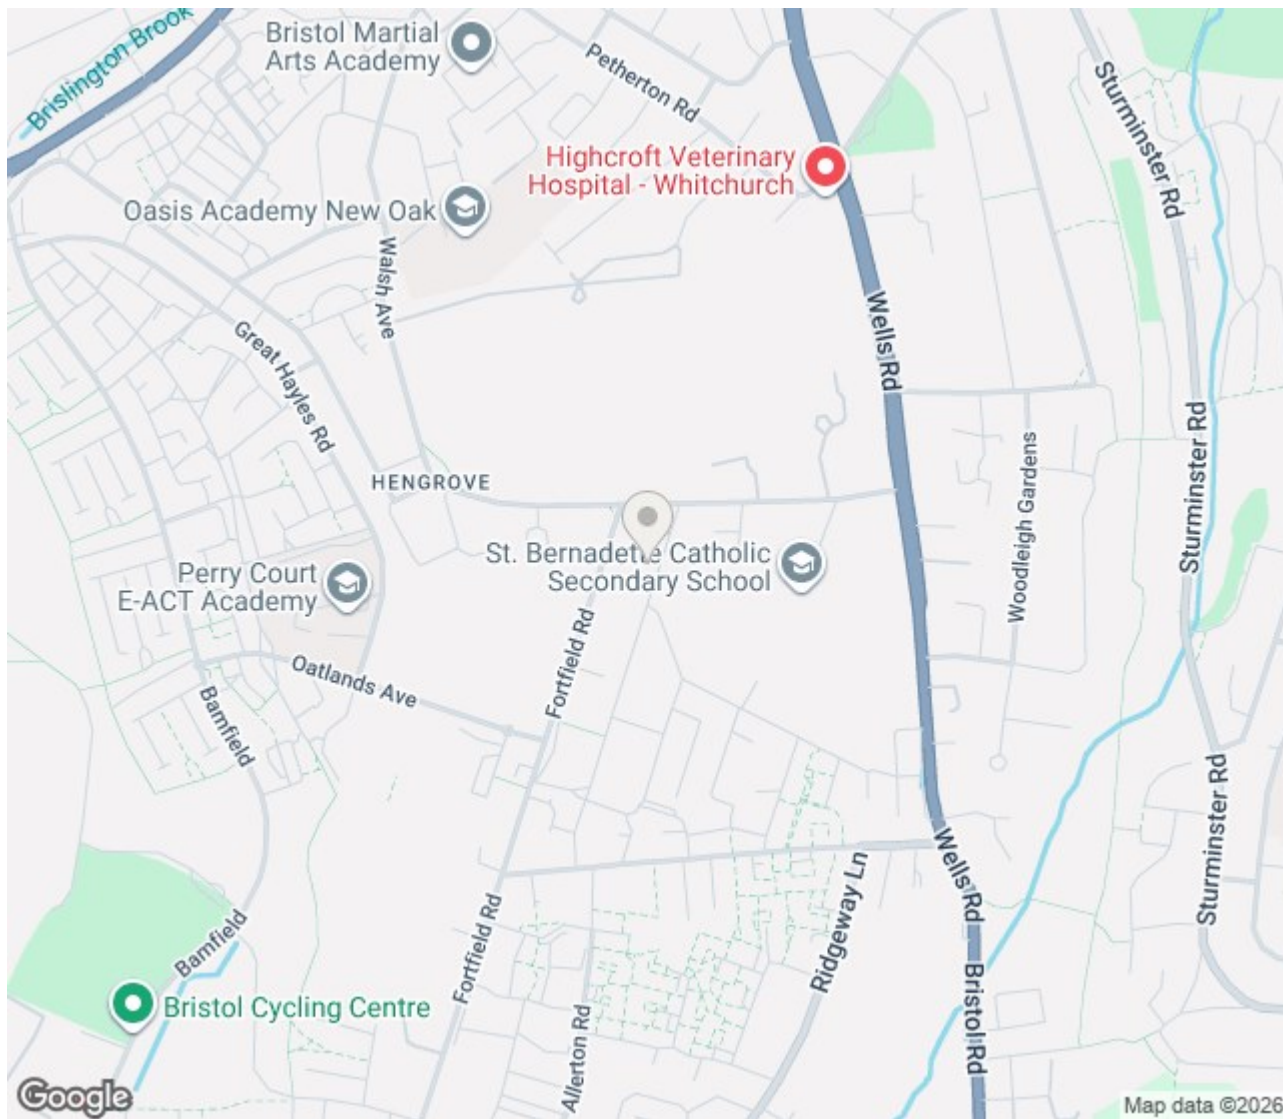 Brislington Brook
Bristol Martial
Arts Academy
Petherton Rd
Sturminster Rd
Highcroft Veterinary
Hospital - Whitchurch
Oasis Academy New Oak
Walsh Ave
Great Hayles Rd
Wells Rd
HENGROVE
Woodleigh Gardens
Sturminster Rd
St. Bernadette Catholic
Secondary School
Perry Court
E-ACT Academy
Fortfield Rd
Oatlands Ave
Bamfield
Sturminster Rd
Wells Rd
Ridgeway Ln
Bamfield
Fortfield Rd
Allerton Rd
Bristol Rd
Bristol Cycling Centre
Google
Map data ©2026